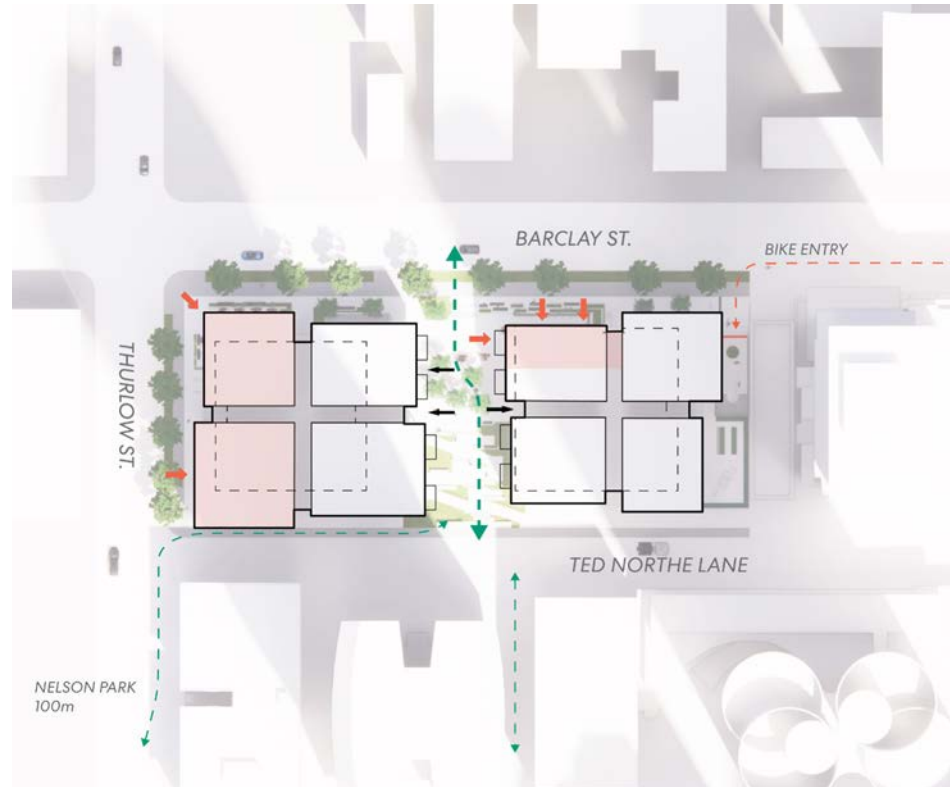 BARCLAY ST.
BIKE ENTRY
THURLOW ST.
TED NORTHE LANE
NELSON PARK
100m